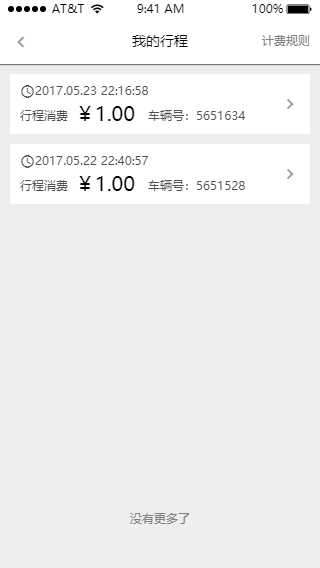 AT&T 9:41 AM 100%
我的行程 计费规则
2017.05.23 22:16:58
行程消费 ￥1.00 车辆号：5651634
2017.05.22 22:40:57
行程消费 ￥1.00 车辆号：5651528
没有更多了